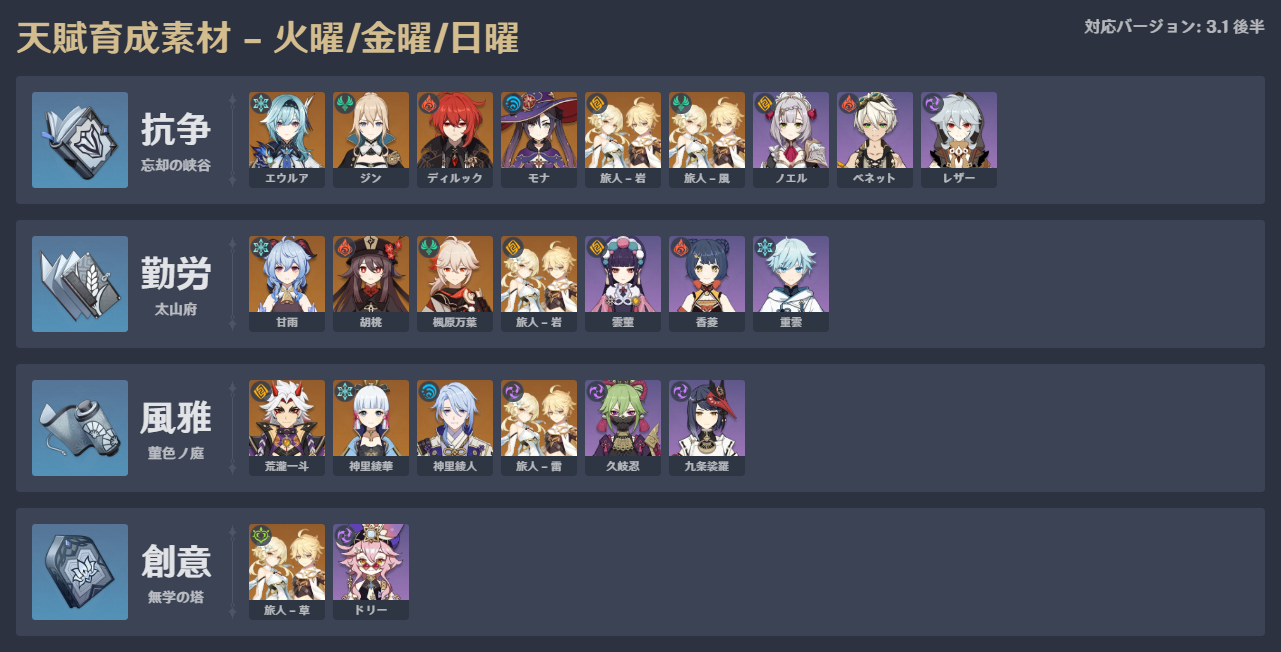 天賦育成素材 – 火曜/金曜/日曜
対応バージョン: 3.1 後半
抗争
忘却の峡谷
エウルア
ジン
ディルック
モナ
旅人 – 岩
旅人 – 風
ノエル
ベネット
レザー
勤労
太山府
甘雨
胡桃
楓原万葉
旅人 – 岩
雲菫
香菱
重雲
風雅
菫色ノ庭
荒瀧一斗
神里綾華
神里綾人
旅人 – 雷
久岐忍
九条裟羅
創意
無学の塔
旅人 – 草
ドリー